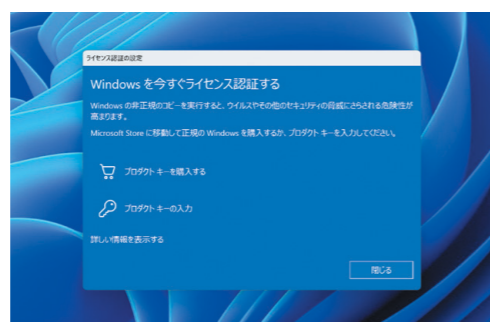 ライセンス認証の設定
Windows を今すぐライセンス認証する
Windows の非正規のコピーを実行すると、ウイルスやその他のセキュリティの脅威にさらされる危険性が
高まります。
Microsoft Store に移動して正規の Windows を購入するか、プロダクト キーを入力してください。
プロダクト キーを購入する
プロダクト キーの入力
詳しい情報を表示する
閉じる